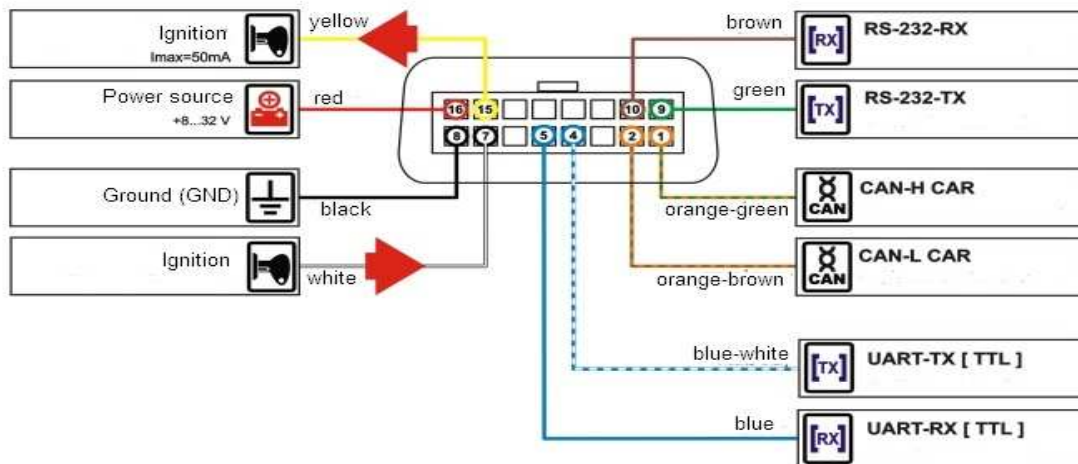 Ignition
Imax=50mA
yellow
Power source
+8...32 V
red
Ground (GND)
black
Ignition
white
16 15 10 9
8 7 5 4 2 1
brown
[RX] RS-232-RX
green
[TX] RS-232-TX
orange-green
CAN CAN-H CAR
orange-brown
CAN CAN-L CAR
blue-white
[TX] UART-TX [ TTL ]
blue
[RX] UART-RX [ TTL ]